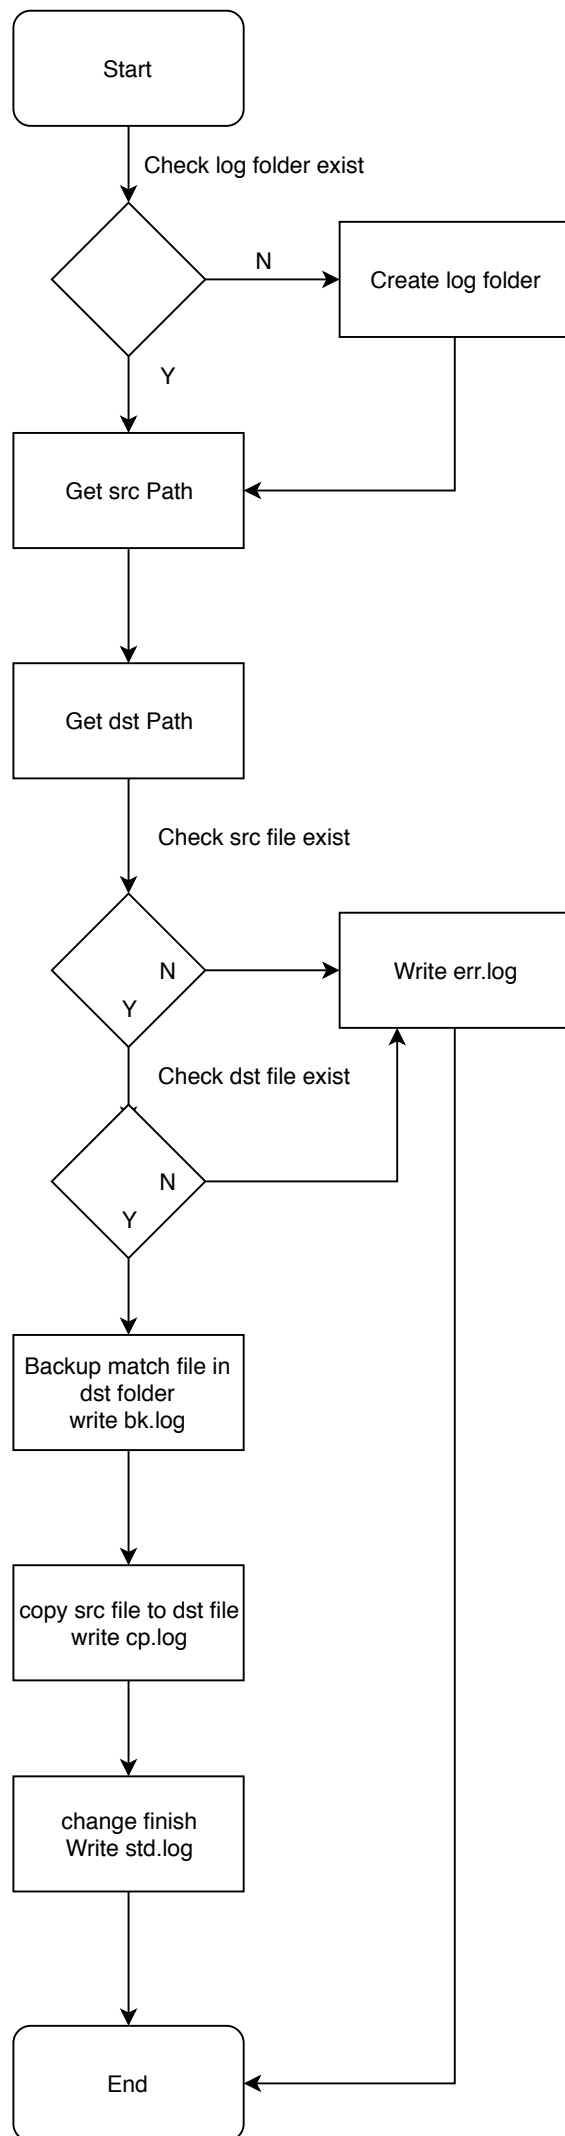 Start
Check log folder exist
N
Create log folder
Y
Get src Path
Get dst Path
Check src file exist
N
Write err.log
Y
Check dst file exist
N
Y
Backup match file in
dst folder
write bk.log
copy src file to dst file
write cp.log
change finish
Write std.log
End